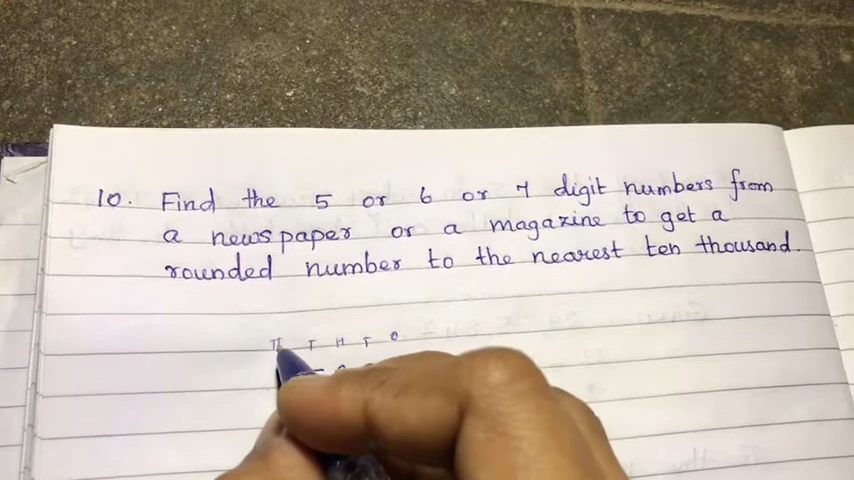 10. Find the 5 or 6 or 7 digit numbers from
a newspaper or a magazine to get a
rounded number to the nearest ten thousand.
T H T O